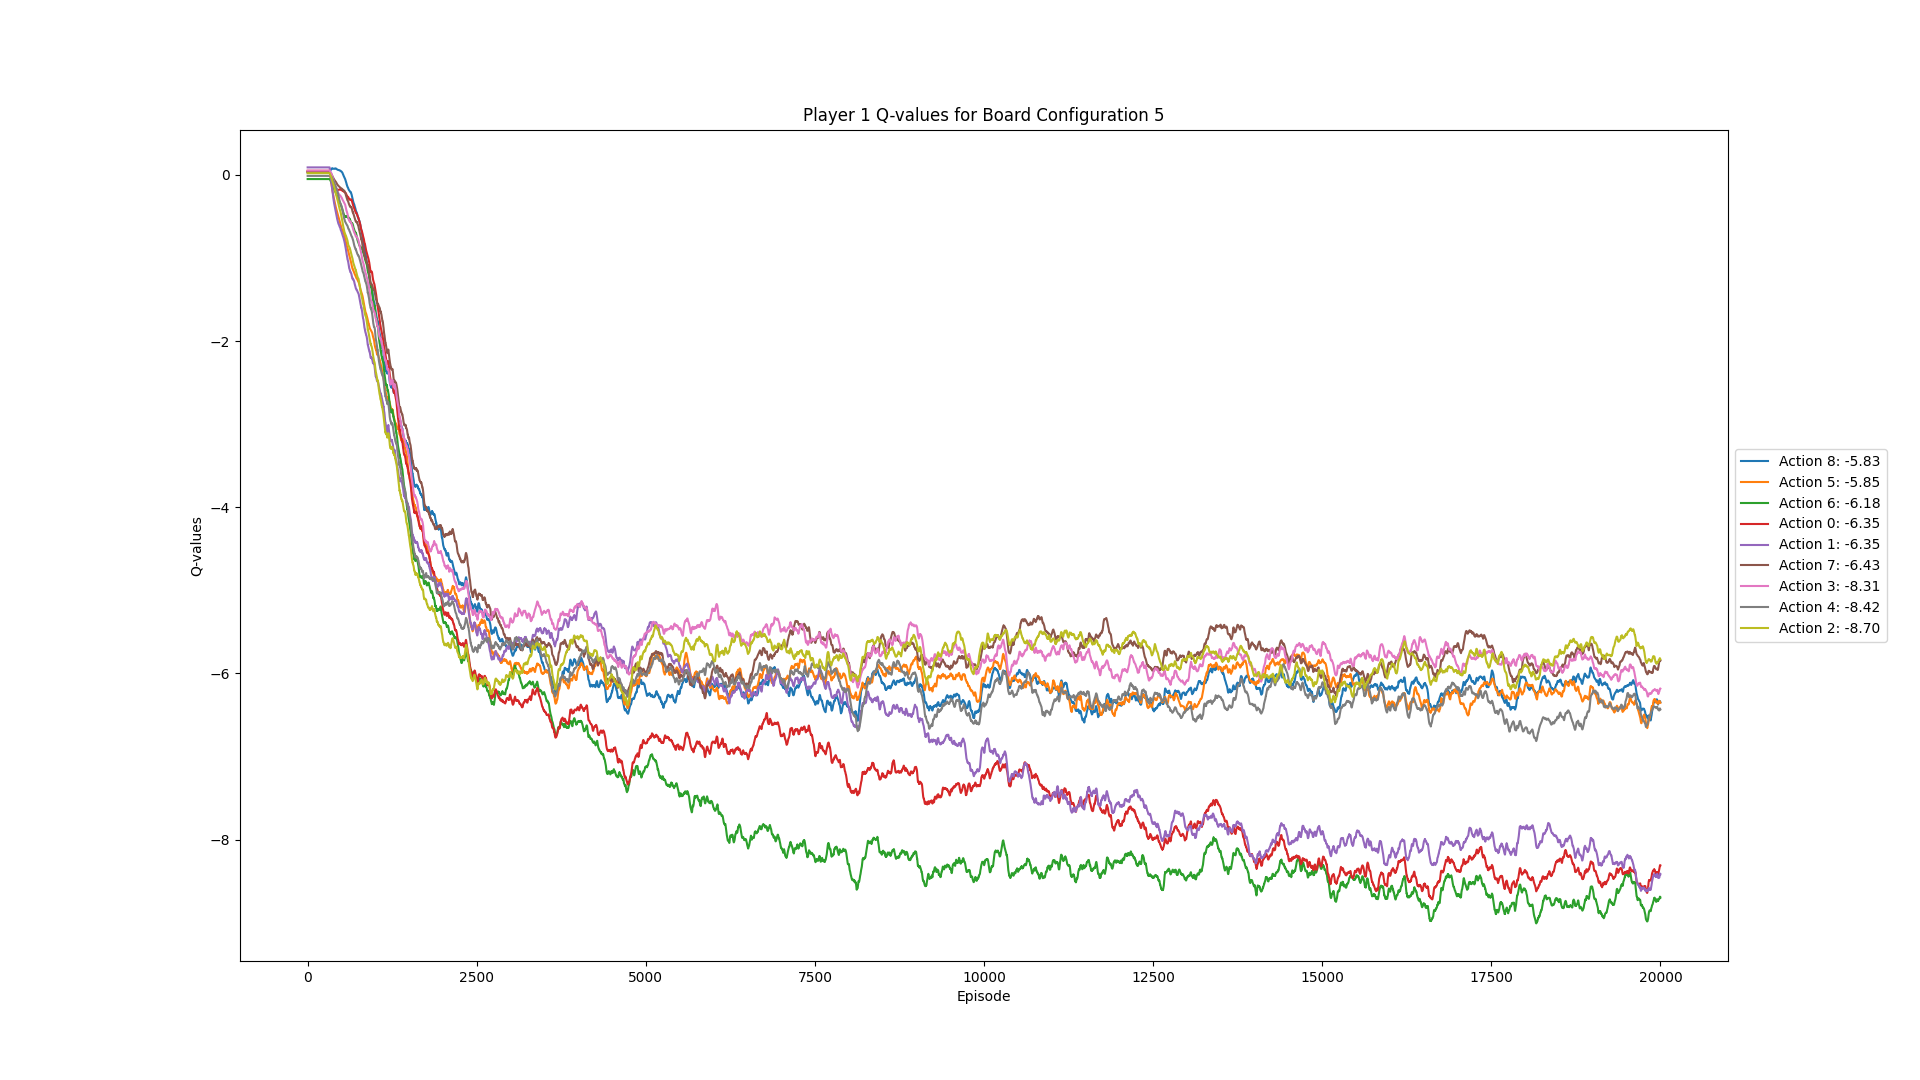 Player 1 Q-values for Board Configuration 5
0
−2
−4
−6
−8
Q-values
0
2500
5000
7500
10000
12500
15000
17500
20000
Episode
Action 8: -5.83
Action 5: -5.85
Action 6: -6.18
Action 0: -6.35
Action 1: -6.35
Action 7: -6.43
Action 3: -8.31
Action 4: -8.42
Action 2: -8.70